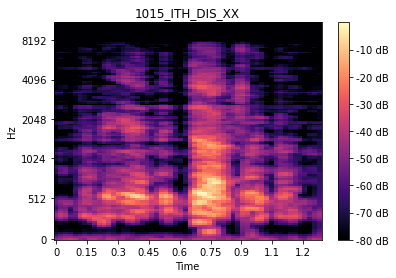 1015_ITH_DIS_XX
8192
4096
2048
1024
512
0
Hz
0 0.15 0.3 0.45 0.6 0.75 0.9 1.1 1.2
Time
-10 dB
-20 dB
-30 dB
-40 dB
-50 dB
-60 dB
-70 dB
-80 dB